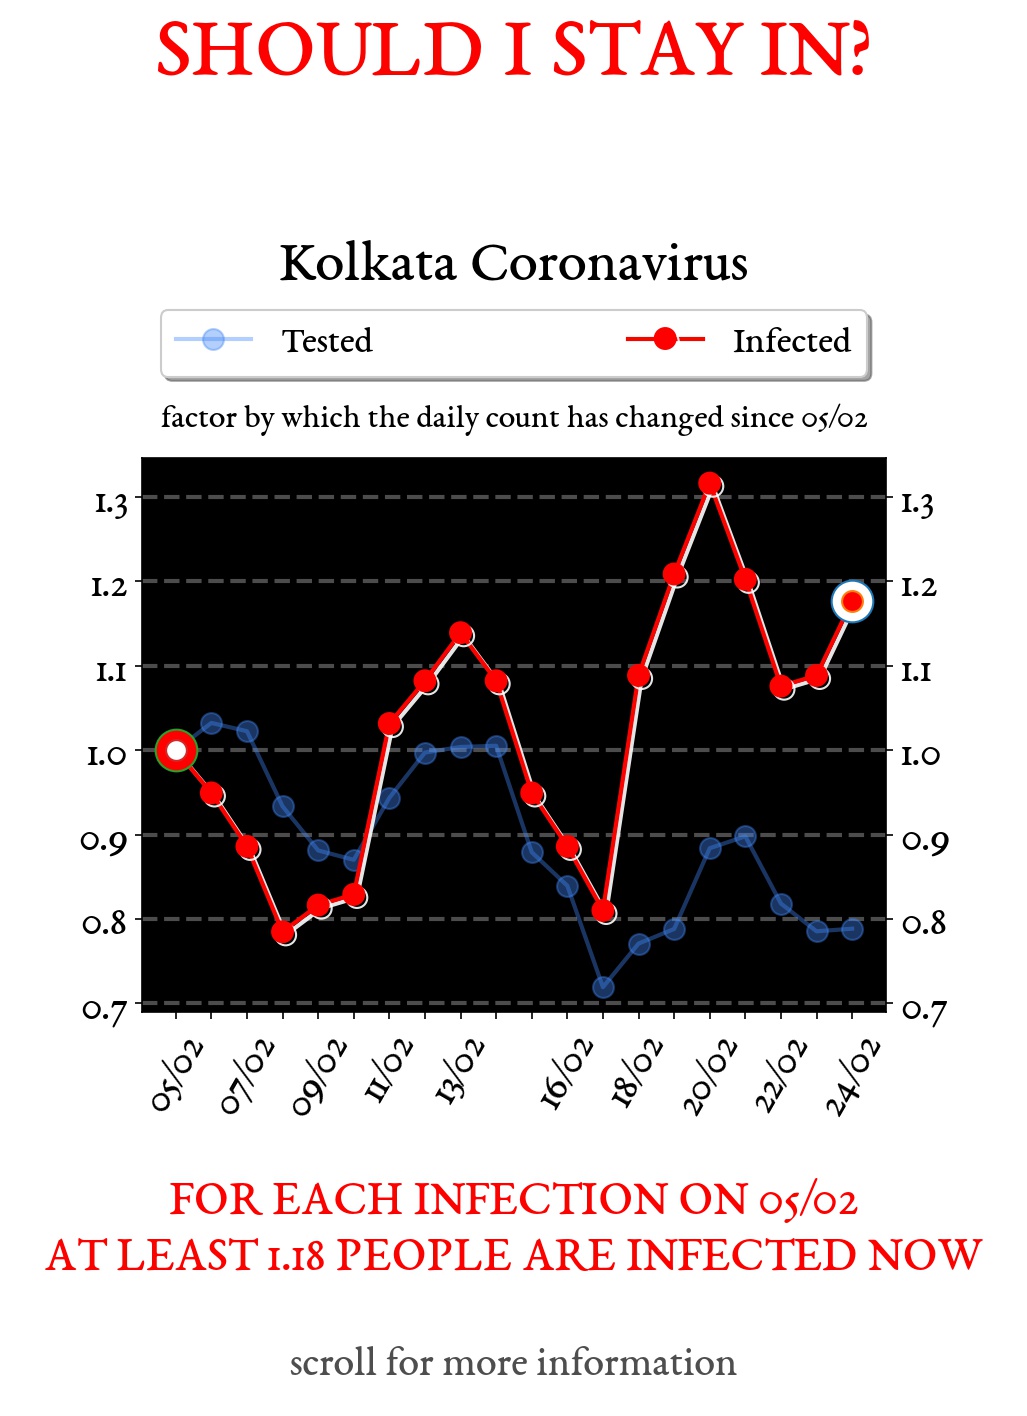 SHOULD I STAY IN?
Kolkata Coronavirus
Tested Infected
factor by which the daily count has changed since 05/02
1.3 1.3
1.2 1.2
1.1 1.1
1.0 1.0
0.9 0.9
0.8 0.8
0.7 0.7
05/02 07/02 09/02 11/02 13/02 16/02 18/02 20/02 22/02 24/02
FOR EACH INFECTION ON 05/02
AT LEAST 1.18 PEOPLE ARE INFECTED NOW
scroll for more information